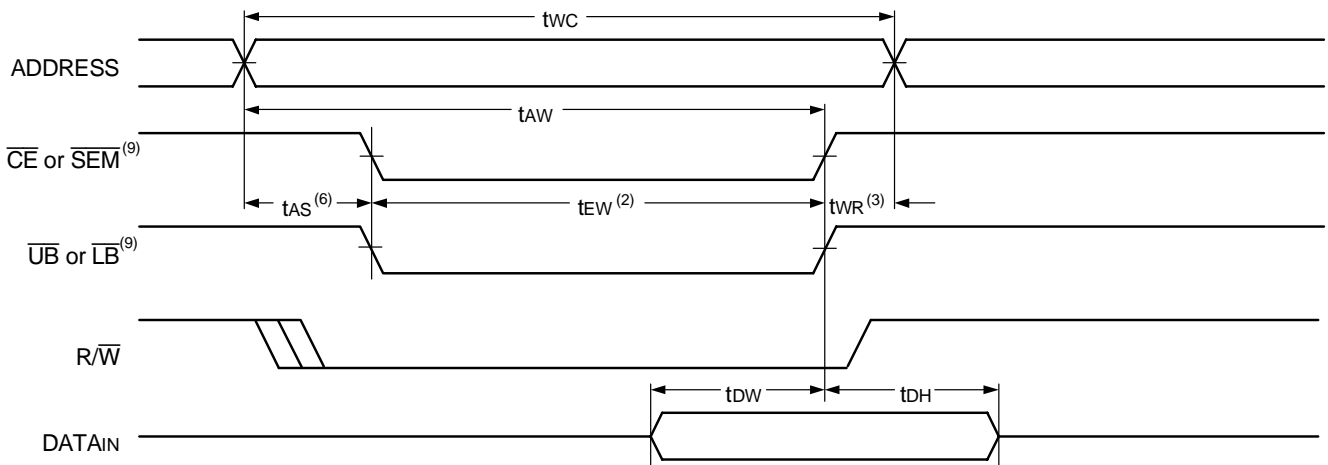 tWC
ADDRESS
tAW
CE or SEM(9)
tAS(6) tEW(2) tWR(3)
UB or LB(9)
R/W
tDW tDH
DATAIN